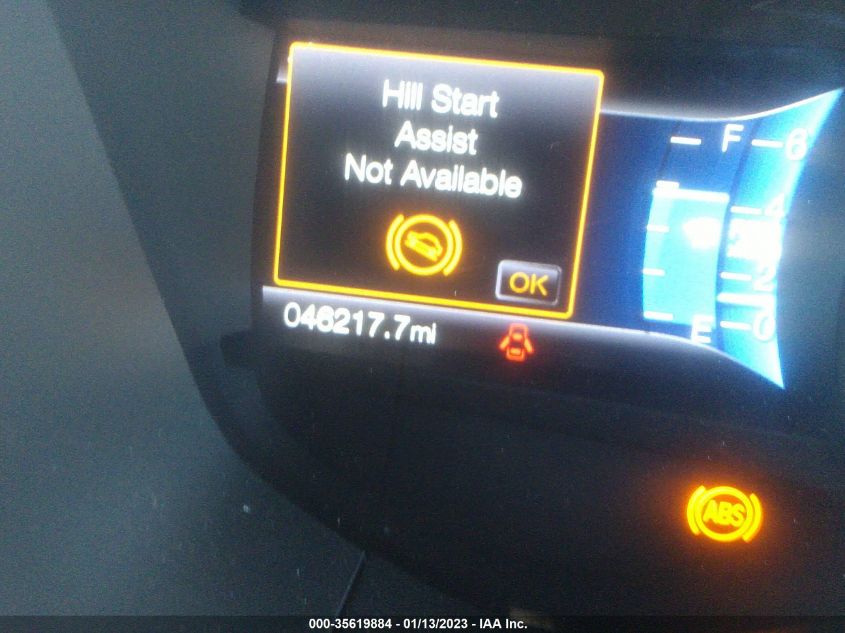 Hill Start
Assist
Not Available
OK
046217.7mi
F
6
4
2
E
0
ABS
000-35619884 - 01/13/2023 - IAA Inc.